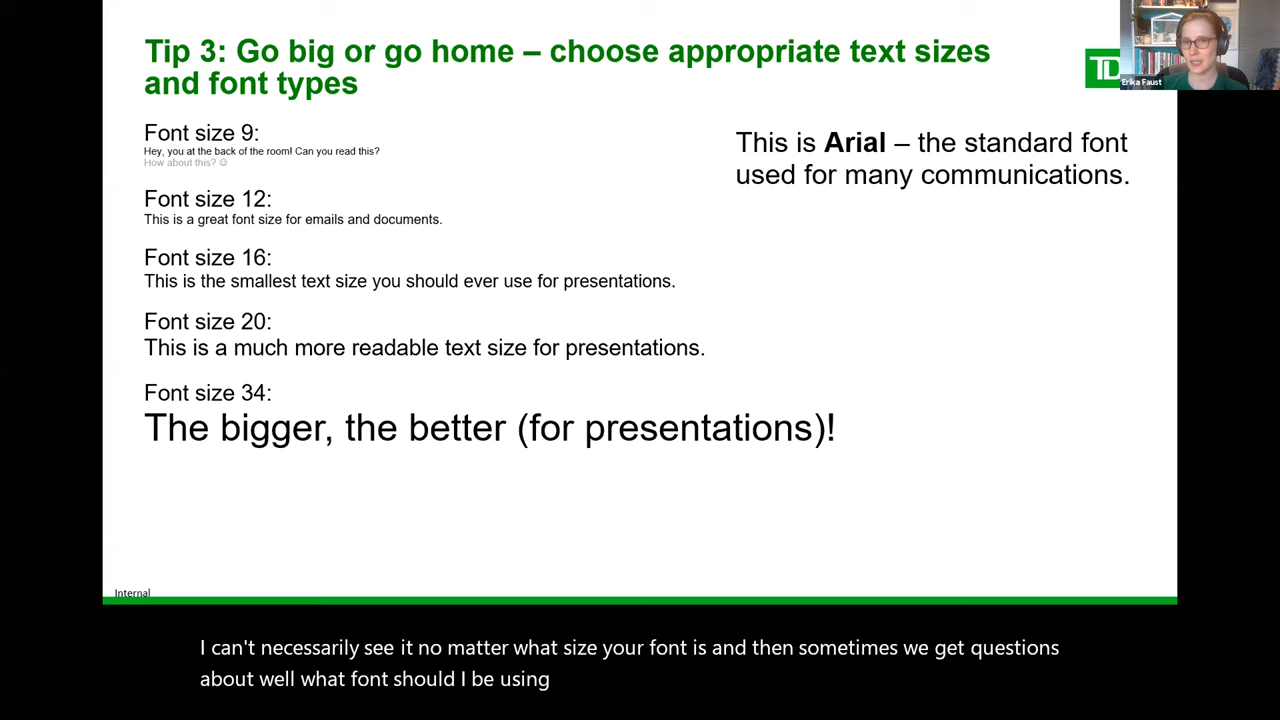 Tip 3: Go big or go home – choose appropriate text sizes
and font types
TD
Erika Faust
Font size 9:
Hey, you at the back of the room! Can you read this?
How about this? ☺
Font size 12:
This is a great font size for emails and documents.
Font size 16:
This is the smallest text size you should ever use for presentations.
Font size 20:
This is a much more readable text size for presentations.
Font size 34:
The bigger, the better (for presentations)!
This is Arial – the standard font
used for many communications.
Internal
I can't necessarily see it no matter what size your font is and then sometimes we get questions
about well what font should I be using